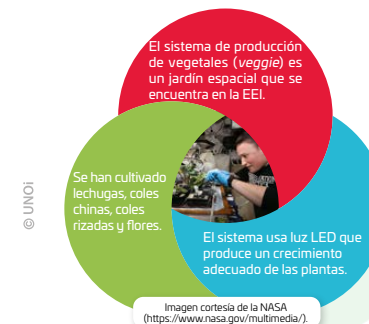 El sistema de producción
de vegetales (veggie) es
un jardín espacial que se
encuentra en la EEI.
Se han cultivado
lechugas, coles
chinas, coles
rizadas y flores.
El sistema usa luz LED que
produce un crecimiento
adecuado de las plantas.
© UNOi
Imagen cortesía de la NASA
(https://www.nasa.gov/multimedia/).